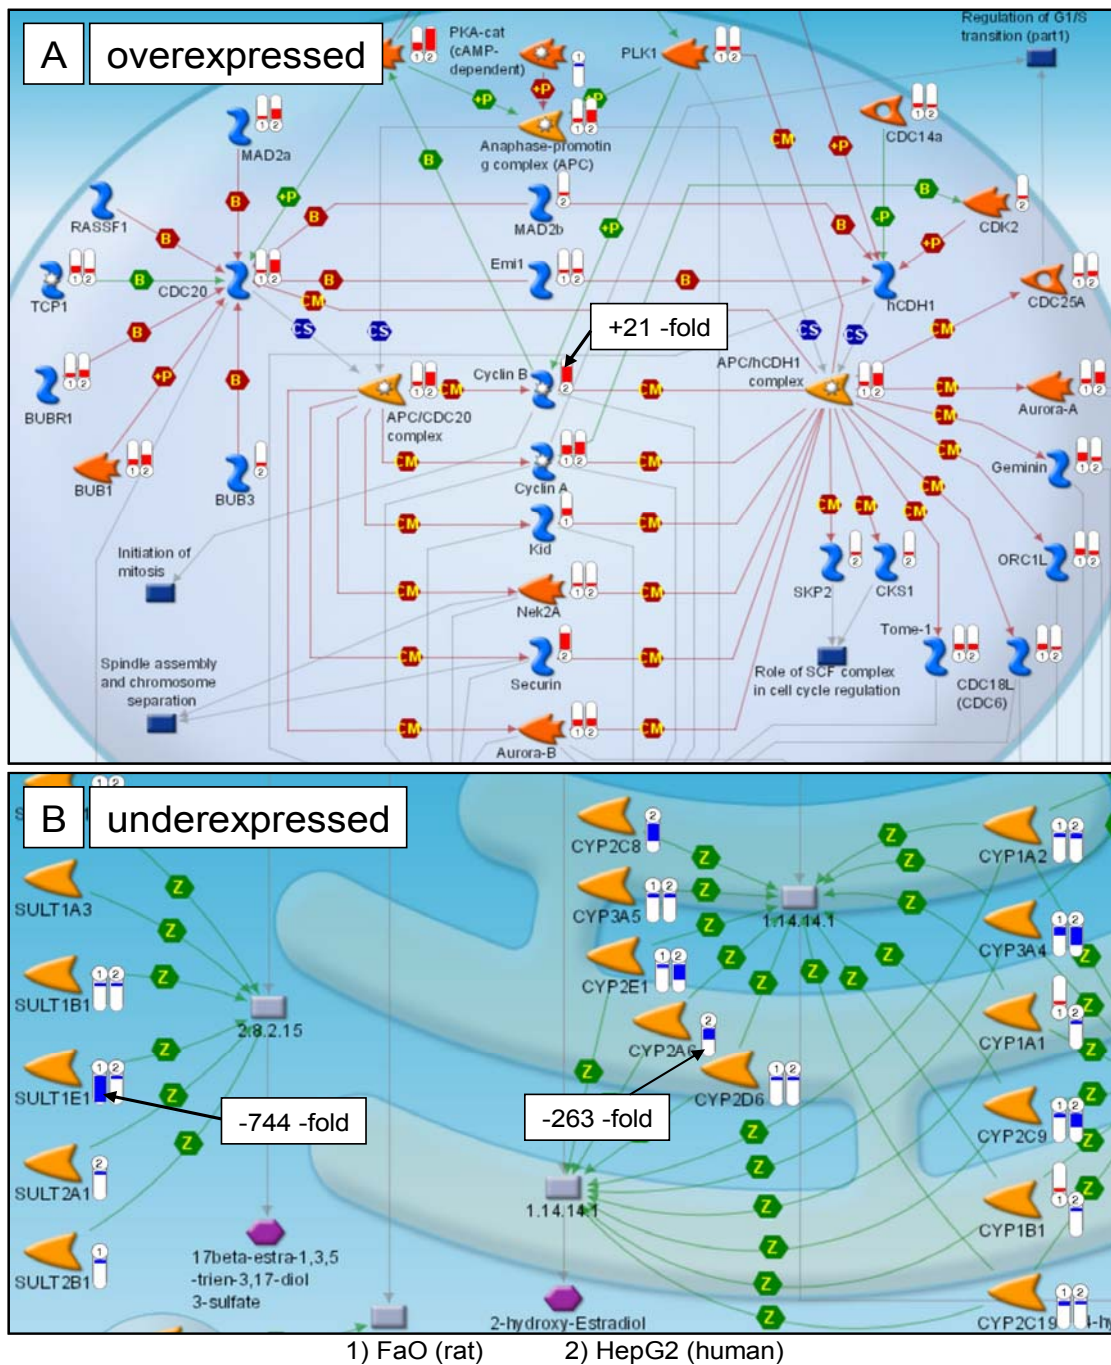 A overexpressed
PKA-cat
(cAMP-
dependent)
PLK1
Regulation of G1/S
transition (part1)
MAD2a
Anaphase-promotin
g complex (APC)
CDC14a
RASSF1
MAD2b
CDK2
TCP1
CDC20
Emi1
hCDH1
CDC25A
+21 -fold
BUBR1
Cyclin B
APC/hCDH1
complex
APC/CDC20
complex
Aurora-A
BUB1
BUB3
Cyclin A
Geminin
Kid
Initiation of
mitosis
Nek2A
SKP2
CKS1
ORC1L
Spindle assembly
and chromosome
separation
Securin
Role of SCF complex
in cell cycle regulation
Tome-1
CDC18L
(CDC6)
Aurora-B
B underexpressed
SULT1A3
SULT1B1
2.8.2.15
SULT1E1
-744 -fold
SULT2A1
SULT2B1
17beta-estra-1,3,5
-trien-3,17-diol
3-sulfate
CYP2C8
CYP3A5
CYP2E1
CYP2A6
CYP2D6
-263 -fold
1.14.14.1
1.14.14.1
2-hydroxy-Estradiol
CYP1A2
CYP3A4
CYP1A1
CYP2C9
CYP1B1
CYP2C19
1) FaO (rat) 2) HepG2 (human)